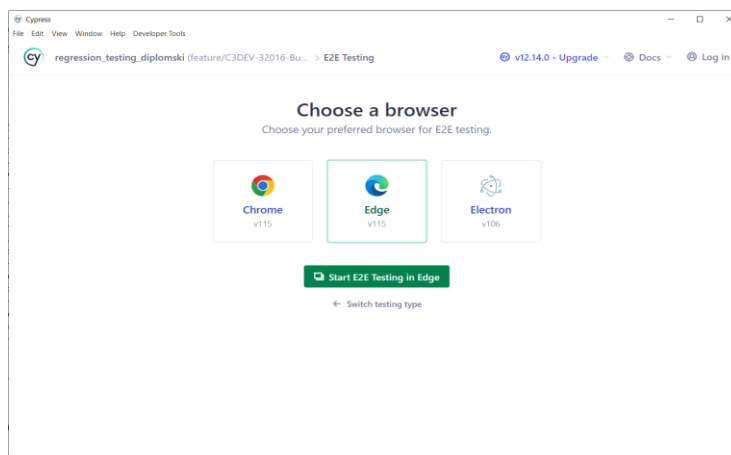 Cypress
File Edit View Window Help Developer Tools
cy regression_testing_diplomski (feature/C3DEV-32016-Bu... > E2E Testing v12.14.0 - Upgrade Docs Log in
Choose a browser
Choose your preferred browser for E2E testing.
Chrome Edge Electron
v115 v115 v106
Start E2E Testing in Edge
← Switch testing type